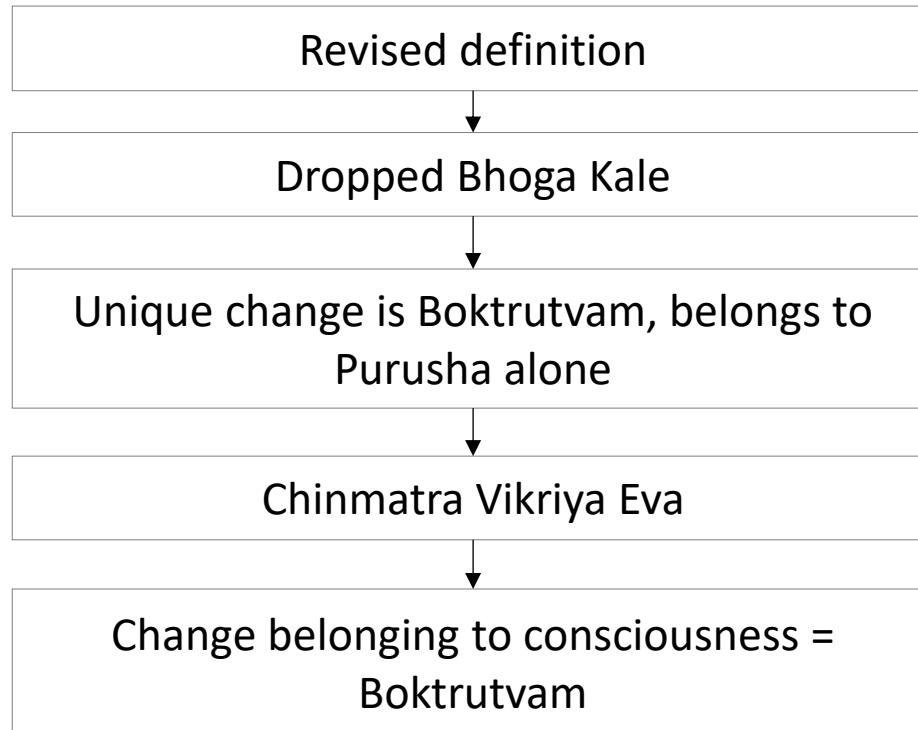 Revised definition
Dropped Bhoga Kale
Unique change is Boktrutvam, belongs to
Purusha alone
Chinmatra Vikriya Eva
Change belonging to consciousness =
Boktrutvam